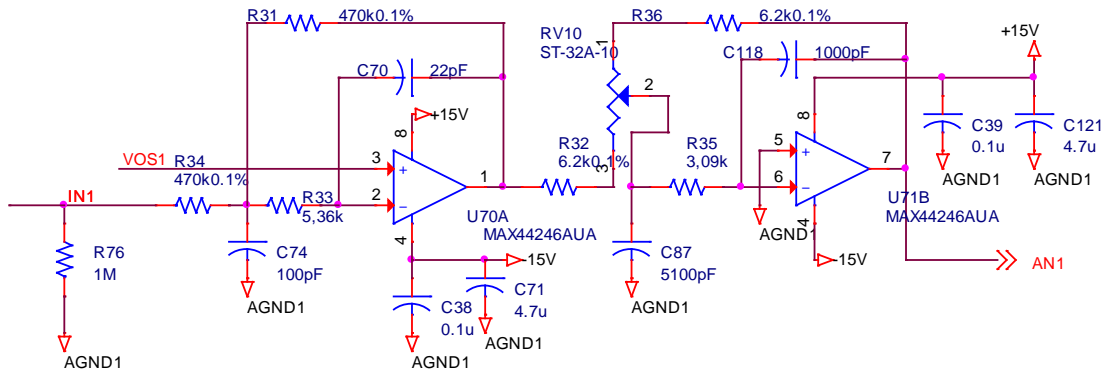 R31 470k0.1% R36 6.2k0.1%
RV10
ST-32A-10
1
C118 1000pF
+15V
C70 22pF
2
+15V
8
8
C39
0.1u
C121
4.7u
VOS1
R34
470k0.1%
3
+
1
R32
6.2k0.1%
3
R35
3,09k
5
+
7
IN1
R33
5,36k
2
-
6
-
AGND1 AGND1
U70A
MAX44246AUA
AGND1
U71B
MAX44246AUA
R76
1M
C74
100pF
4
-15V
C87
5100pF
4
-15V
AN1
AGND1
C38
0.1u
C71
4.7u
AGND1
AGND1
AGND1
AGND1